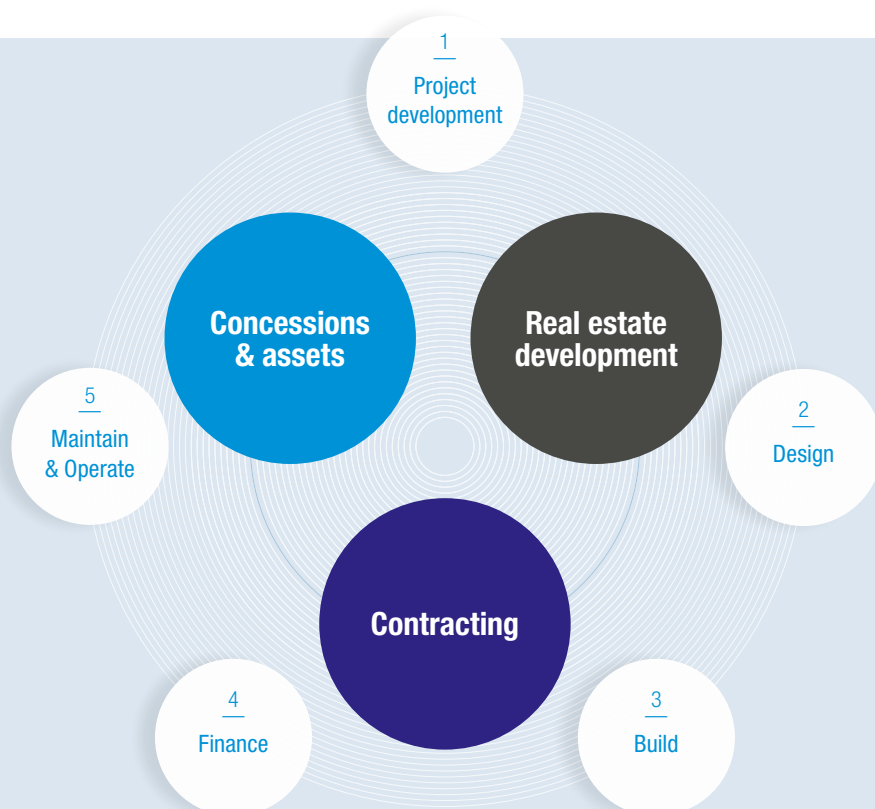 1
Project
development
Concessions
& assets
Real estate
development
5
Maintain
& Operate
2
Design
Contracting
4
Finance
3
Build